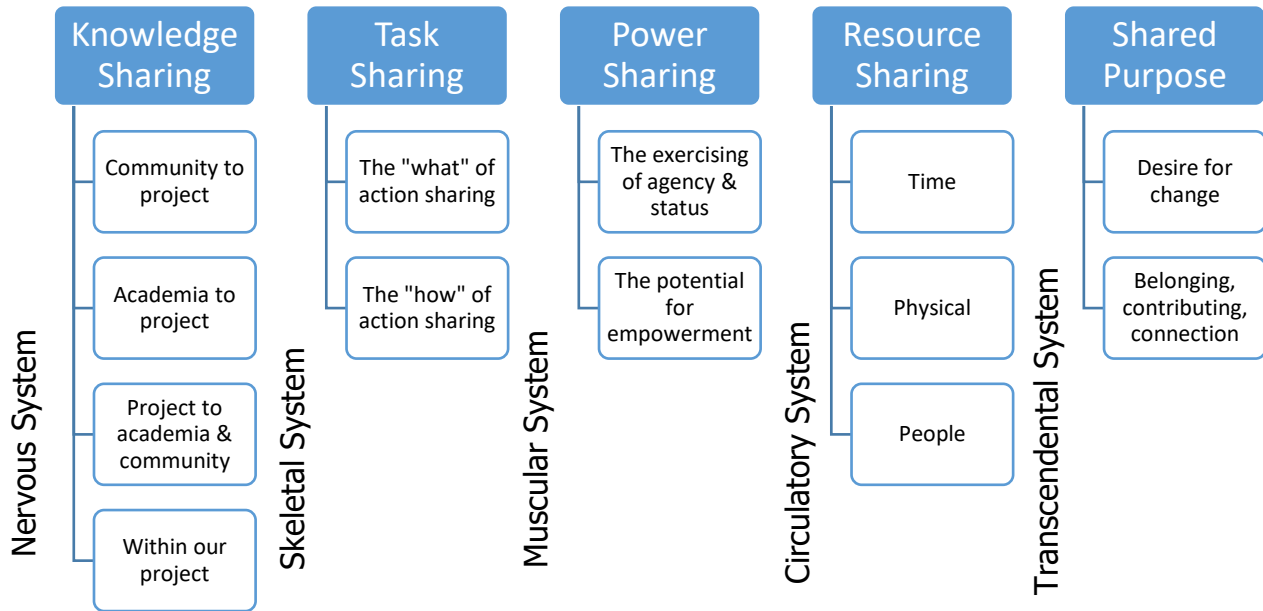 Knowledge
Sharing
Community to
project
Academia to
project
Project to
academia &
community
Within our
project
Nervous System
Task
Sharing
The "what" of
action sharing
The "how" of
action sharing
Skeletal System
Power
Sharing
The exercising
of agency &
status
The potential
for
empowerment
Muscular System
Resource
Sharing
Time
Physical
People
Circulatory System
Shared
Purpose
Desire for
change
Belonging,
contributing,
connection
Transcendental System